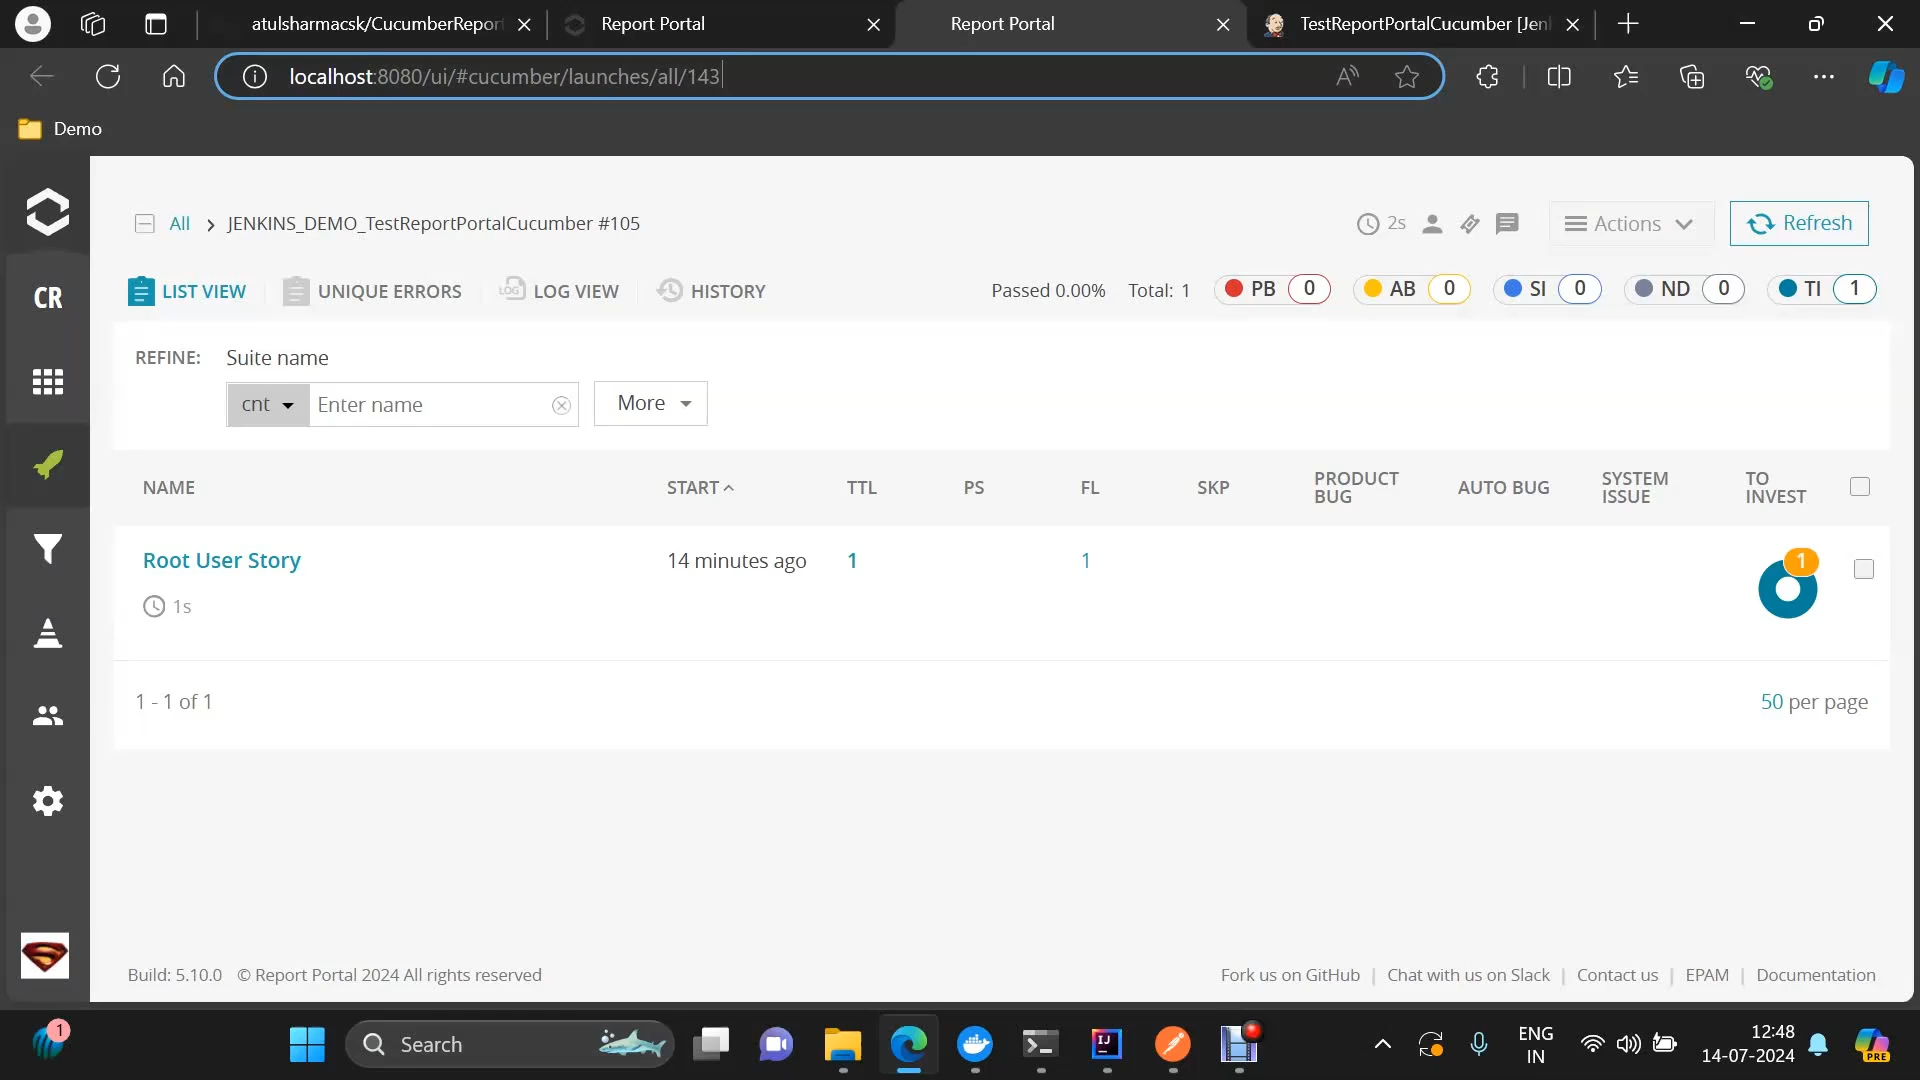 atulsharmacsk/CucumberRepor
Report Portal
Report Portal
TestReportPortalCucumber [Jen
localhost:8080/ui/#cucumber/launches/all/143
Demo
All > JENKINS_DEMO_TestReportPortalCucumber #105
2s
Actions
Refresh
CR
LIST VIEW
UNIQUE ERRORS
LOG
LOG VIEW
HISTORY
Passed 0.00%
Total: 1
PB 0
AB 0
SI 0
ND 0
TI 1
REFINE:
Suite name
cnt
Enter name
More
NAME
START
TTL
PS
FL
SKP
PRODUCT
BUG
AUTO BUG
SYSTEM
ISSUE
TO
INVEST
Root User Story
14 minutes ago
1
1
1
1s
1 - 1 of 1
50 per page
Build: 5.10.0
© Report Portal 2024 All rights reserved
Fork us on GitHub | Chat with us on Slack | Contact us | EPAM | Documentation
1
Search
IJ
ENG
IN
12:48
14-07-2024
PRE